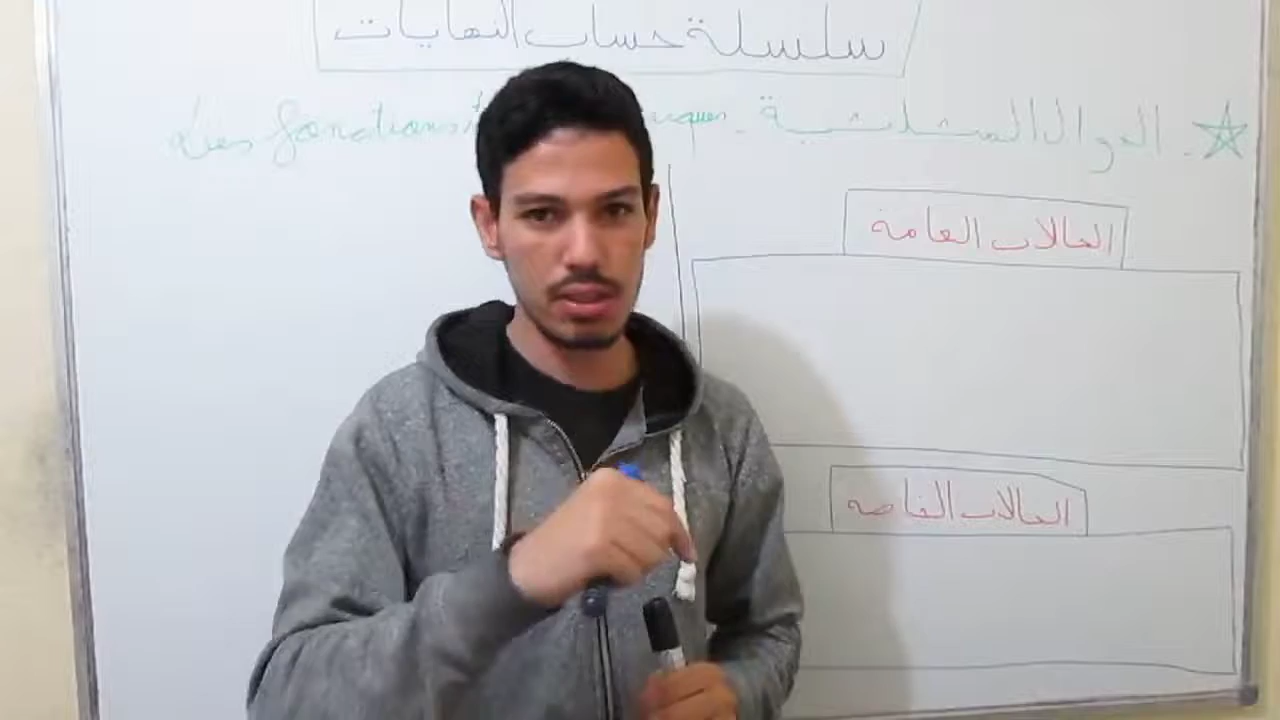 سلسلة حساب النهايات
☆. الدوال المثلثية. Les fonctions
الحالات العامة
الحالات الخاصة